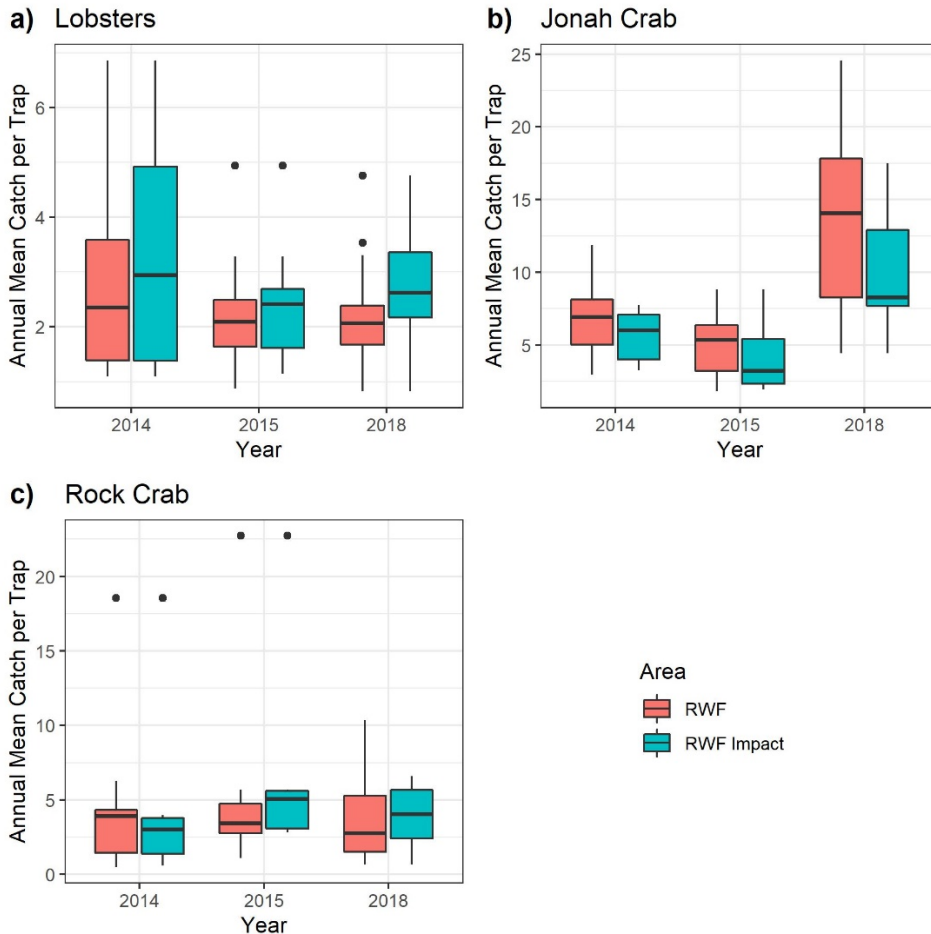 a) Lobsters
Annual Mean Catch per Trap
6
4
2
2014 2015 2018
Year
b) Jonah Crab
Annual Mean Catch per Trap
25
20
15
10
5
2014 2015 2018
Year
c) Rock Crab
Annual Mean Catch per Trap
20
15
10
5
0
2014 2015 2018
Year
Area
RWF
RWF Impact